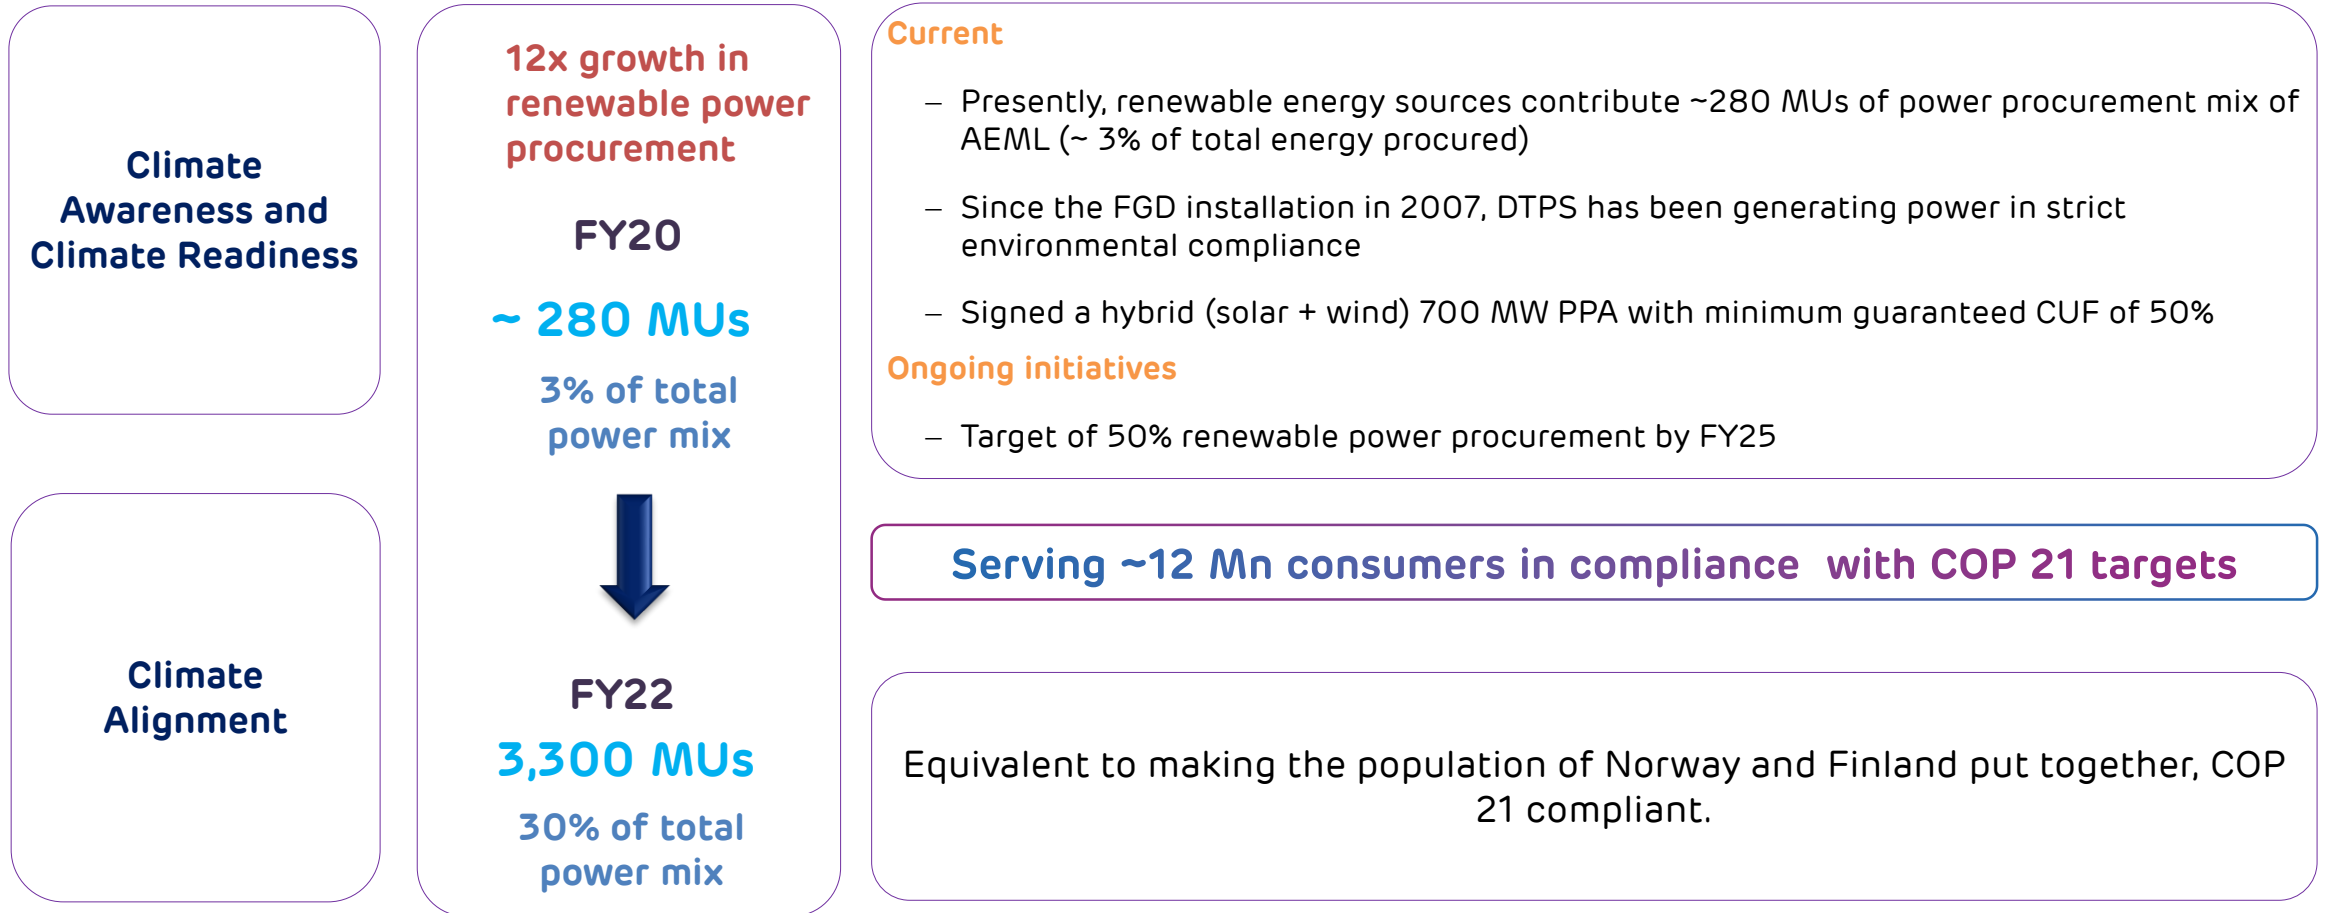 Climate
Awareness and
Climate Readiness
Climate
Alignment
12x growth in
renewable power
procurement
FY20
~ 280 MUs
3% of total
power mix
FY22
3,300 MUs
30% of total
power mix
Current
– Presently, renewable energy sources contribute ~280 MUs of power procurement mix of
AEML (~ 3% of total energy procured)
– Since the FGD installation in 2007, DTPS has been generating power in strict
environmental compliance
– Signed a hybrid (solar + wind) 700 MW PPA with minimum guaranteed CUF of 50%
Ongoing initiatives
– Target of 50% renewable power procurement by FY25
Serving ~12 Mn consumers in compliance  with COP 21 targets
Equivalent to making the population of Norway and Finland put together, COP
21 compliant.